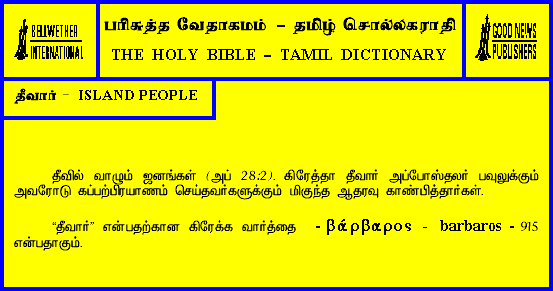 BELLWETHER
INTERNATIONAL
பரிசுத்த வேதாகமம் – தமிழ் சொல்லகராதி
THE HOLY BIBLE – TAMIL DICTIONARY
GOOD NEWS
PUBLISHERS
தீவார் – ISLAND PEOPLE
தீவில் வாழும் ஜனங்கள் (அப் 28:2). கிரேத்தா தீவார் அப்போஸ்தலர் பவுலுக்கும்
அவரோடு கப்பற்பிரயாணம் செய்தவர்களுக்கும் மிகுந்த ஆதரவு காண்பித்தார்கள்.
“தீவார்” என்பதற்கான கிரேக்க வார்த்தை - βάρβαρος - barbaros - 915
என்பதாகும்.